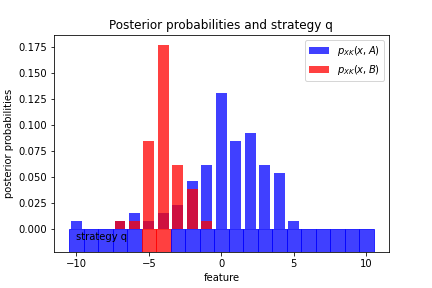 Posterior probabilities and strategy q
p_XK(x, A)
p_XK(x, B)
posterior probabilities
0.175
0.150
0.125
0.100
0.075
0.050
0.025
0.000
strategy q
−10 −5 0 5 10
feature